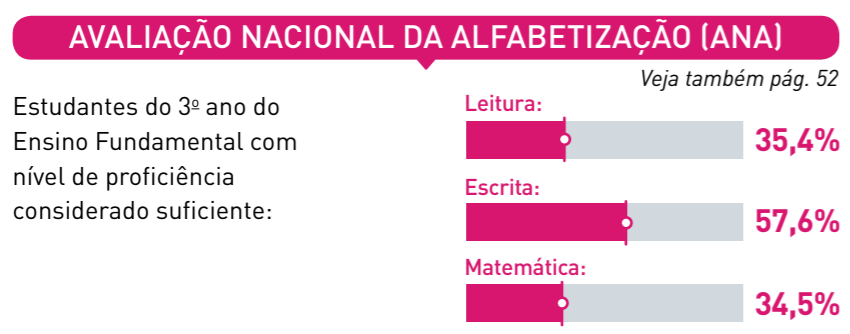 AVALIAÇÃO NACIONAL DA ALFABETIZAÇÃO (ANA)
Veja também pág. 52
Estudantes do 3º ano do
Ensino Fundamental com
nível de proficiência
considerado suficiente:
Leitura:
35,4%
Escrita:
57,6%
Matemática:
34,5%